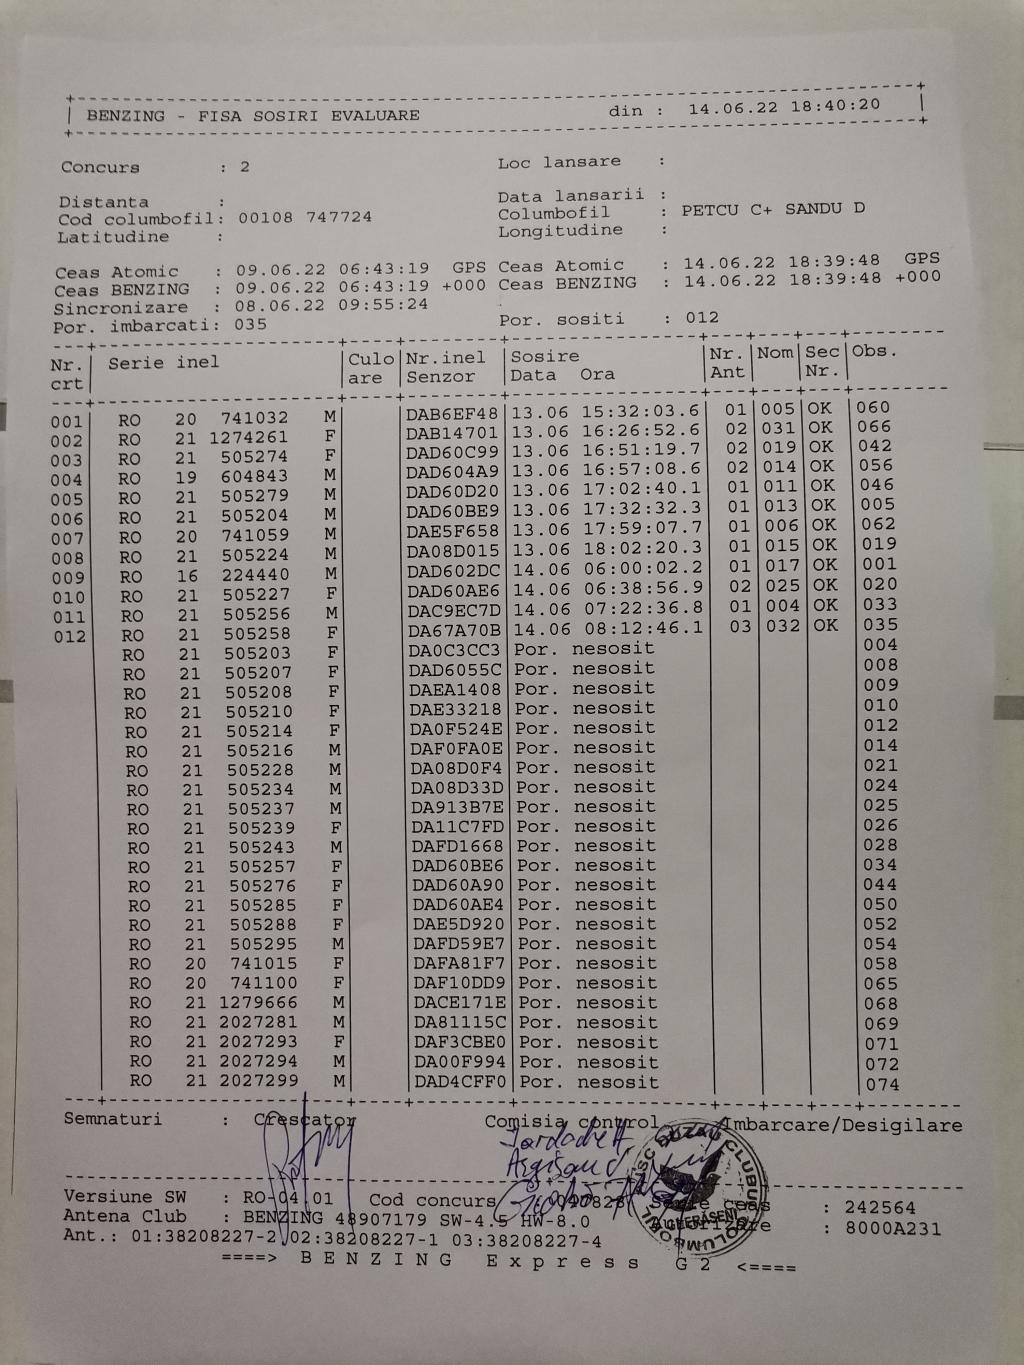 BENZING - FISA SOSIRI EVALUARE din : 14.06.22 18:40:20
Concurs : 2 Loc lansare :
Distanta : Data lansarii :
Cod columbofil: 00108 747724 Columbofil : PETCU C+ SANDU D
Latitudine : Longitudine :
Ceas Atomic : 09.06.22 06:43:19 GPS Ceas Atomic : 14.06.22 18:39:48 GPS
Ceas BENZING : 09.06.22 06:43:19 +000 Ceas BENZING : 14.06.22 18:39:48 +000
Sincronizare : 08.06.22 09:55:24
Por. imbarcati: 035 Por. sositi : 012
Nr. Serie inel Culo Nr.inel Sosire Nr. Nom Sec Obs.
crt are Senzor Data Ora Ant Nr.
001 RO 20 741032 M DAB6EF48 13.06 15:32:03.6 01 005 OK 060
002 RO 21 1274261 F DAB14701 13.06 16:26:52.6 02 031 OK 066
003 RO 21 505274 F DAD60C99 13.06 16:51:19.7 02 019 OK 042
004 RO 19 604843 M DAD604A9 13.06 16:57:08.6 02 014 OK 056
005 RO 21 505279 M DAD60D20 13.06 17:02:40.1 01 011 OK 046
006 RO 21 505204 M DAD60BE9 13.06 17:32:32.3 01 013 OK 005
007 RO 20 741059 M DAE5F658 13.06 17:59:07.7 01 006 OK 062
008 RO 21 505224 M DA08D015 13.06 18:02:20.3 01 015 OK 019
009 RO 16 224440 M DAD602DC 14.06 06:00:02.2 01 017 OK 001
010 RO 21 505227 F DAD60AE6 14.06 06:38:56.9 02 025 OK 020
011 RO 21 505256 M DAC9EC7D 14.06 07:22:36.8 01 004 OK 033
012 RO 21 505258 F DA67A70B 14.06 08:12:46.1 03 032 OK 035
RO 21 505203 F DA0C3CC3 Por. nesosit 004
RO 21 505207 F DAD6055C Por. nesosit 008
RO 21 505208 F DAEA1408 Por. nesosit 009
RO 21 505210 F DAE33218 Por. nesosit 010
RO 21 505214 F DA0F524E Por. nesosit 012
RO 21 505216 M DAF0FA0E Por. nesosit 014
RO 21 505228 M DA08D0F4 Por. nesosit 021
RO 21 505234 M DA08D33D Por. nesosit 024
RO 21 505237 M DA913B7E Por. nesosit 025
RO 21 505239 F DA11C7FD Por. nesosit 026
RO 21 505243 M DAFD1668 Por. nesosit 028
RO 21 505257 F DAD60BE6 Por. nesosit 034
RO 21 505276 F DAD60A90 Por. nesosit 044
RO 21 505285 F DAD60AE4 Por. nesosit 050
RO 21 505288 F DAE5D920 Por. nesosit 052
RO 21 505295 M DAFD59E7 Por. nesosit 054
RO 20 741015 F DAFA81F7 Por. nesosit 058
RO 20 741100 F DAF10DD9 Por. nesosit 065
RO 21 1279666 M DACE171E Por. nesosit 068
RO 21 2027281 M DA81115C Por. nesosit 069
RO 21 2027293 F DAF3CBE0 Por. nesosit 071
RO 21 2027294 M DA00F994 Por. nesosit 072
RO 21 2027299 M DAD4CFF0 Por. nesosit 074
Semnaturi : Crescator Comisia control Imbarcare/Desigilare
Versiune SW : RO-04.01 Cod concurs ceas : 242564
Antena Club : BENZING 48907179 SW-4.5 HW-8.0 : 8000A231
Ant.: 01:38208227-2 02:38208227-1 03:38208227-4
====> BENZING Express G2 <====